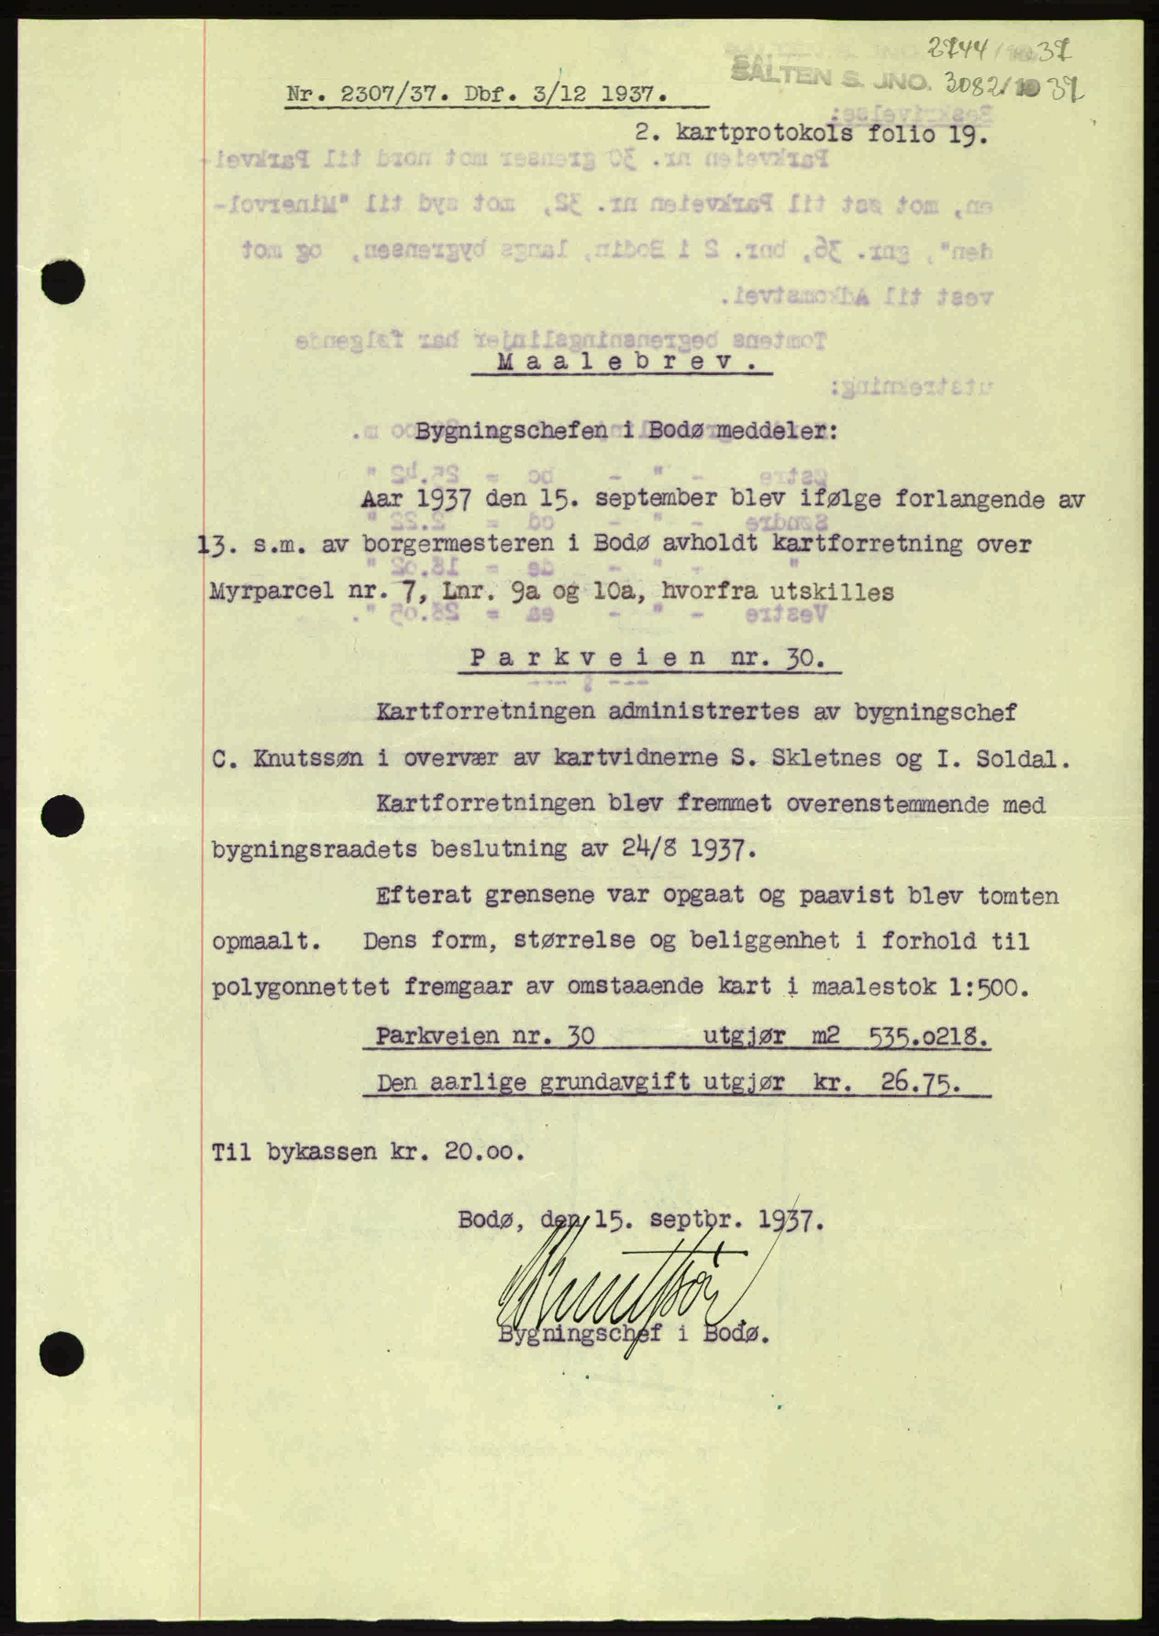 2744/1937
SALTEN S. JNO. 3082/1937
Nr. 2307/37. Dbf. 3/12 1937.
2. kartprotokols folio 19.
Maalebrev.
Bygningschefen i Bodø meddeler:
Aar 1937 den 15. september blev ifølge forlangende av
13. s.m. av borgermesteren i Bodø avholdt kartforretning over
Myrparcel nr. 7, Lnr. 9a og 10a, hvorfra utskilles
Parkveien nr. 30.
Kartforretningen administrertes av bygningschef
C. Knutssøn i overvær av kartvidnerne S. Skletnes og I. Soldal.
Kartforretningen blev fremmet overenstemmende med
bygningsraadets beslutning av 24/8 1937.
Efterat grensene var opgaat og paavist blev tomten
opmaalt. Dens form, størrelse og beliggenhet i forhold til
polygonnettet fremgaar av omstaaende kart i maalestok 1:500.
Parkveien nr. 30 utgjør m2 535.0218.
Den aarlige grundavgift utgjør kr. 26.75.
Til bykassen kr. 20.00.
Bodø, den 15. septbr. 1937.
Knutssøn
Bygningschef i Bodø.